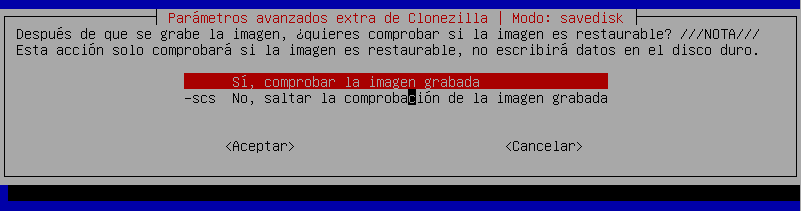 Parámetros avanzados extra de Clonezilla | Modo: savedisk
Después de que se grabe la imagen, ¿quieres comprobar si la imagen es restaurable? ///NOTA///
Esta acción solo comprobará si la imagen es restaurable, no escribirá datos en el disco duro.
Sí, comprobar la imagen grabada
-scs No, saltar la comprobación de la imagen grabada
<Aceptar> <Cancelar>